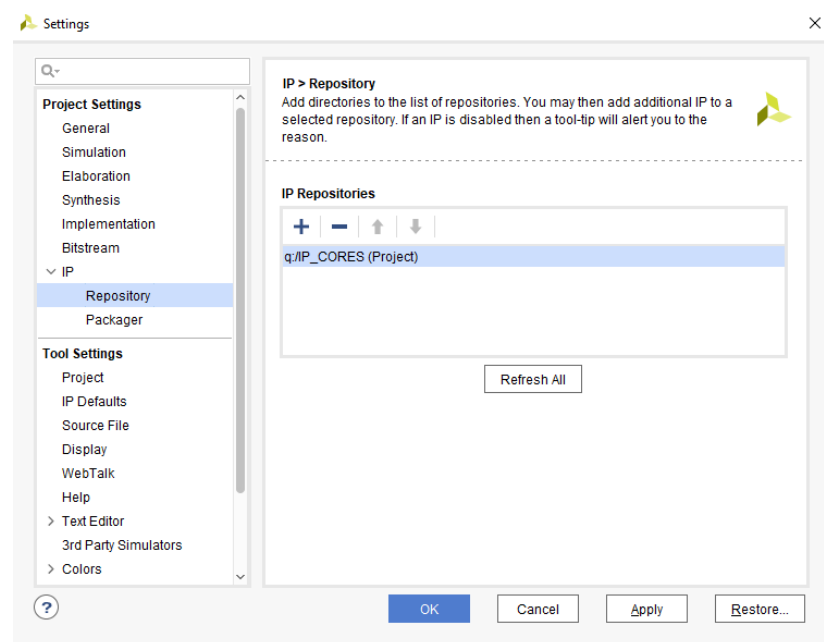 Settings
Project Settings
General
Simulation
Elaboration
Synthesis
Implementation
Bitstream
IP
Repository
Packager
Tool Settings
Project
IP Defaults
Source File
Display
WebTalk
Help
Text Editor
3rd Party Simulators
Colors
IP > Repository
Add directories to the list of repositories. You may then add additional IP to a
selected repository. If an IP is disabled then a tool-tip will alert you to the
reason.
IP Repositories
q:/IP_CORES (Project)
Refresh All
?
OK
Cancel
Apply
Restore...